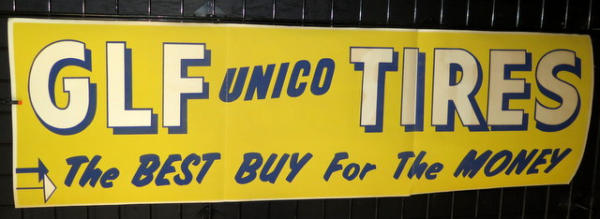 GLF UNICO TIRES
The BEST BUY For The MONEY